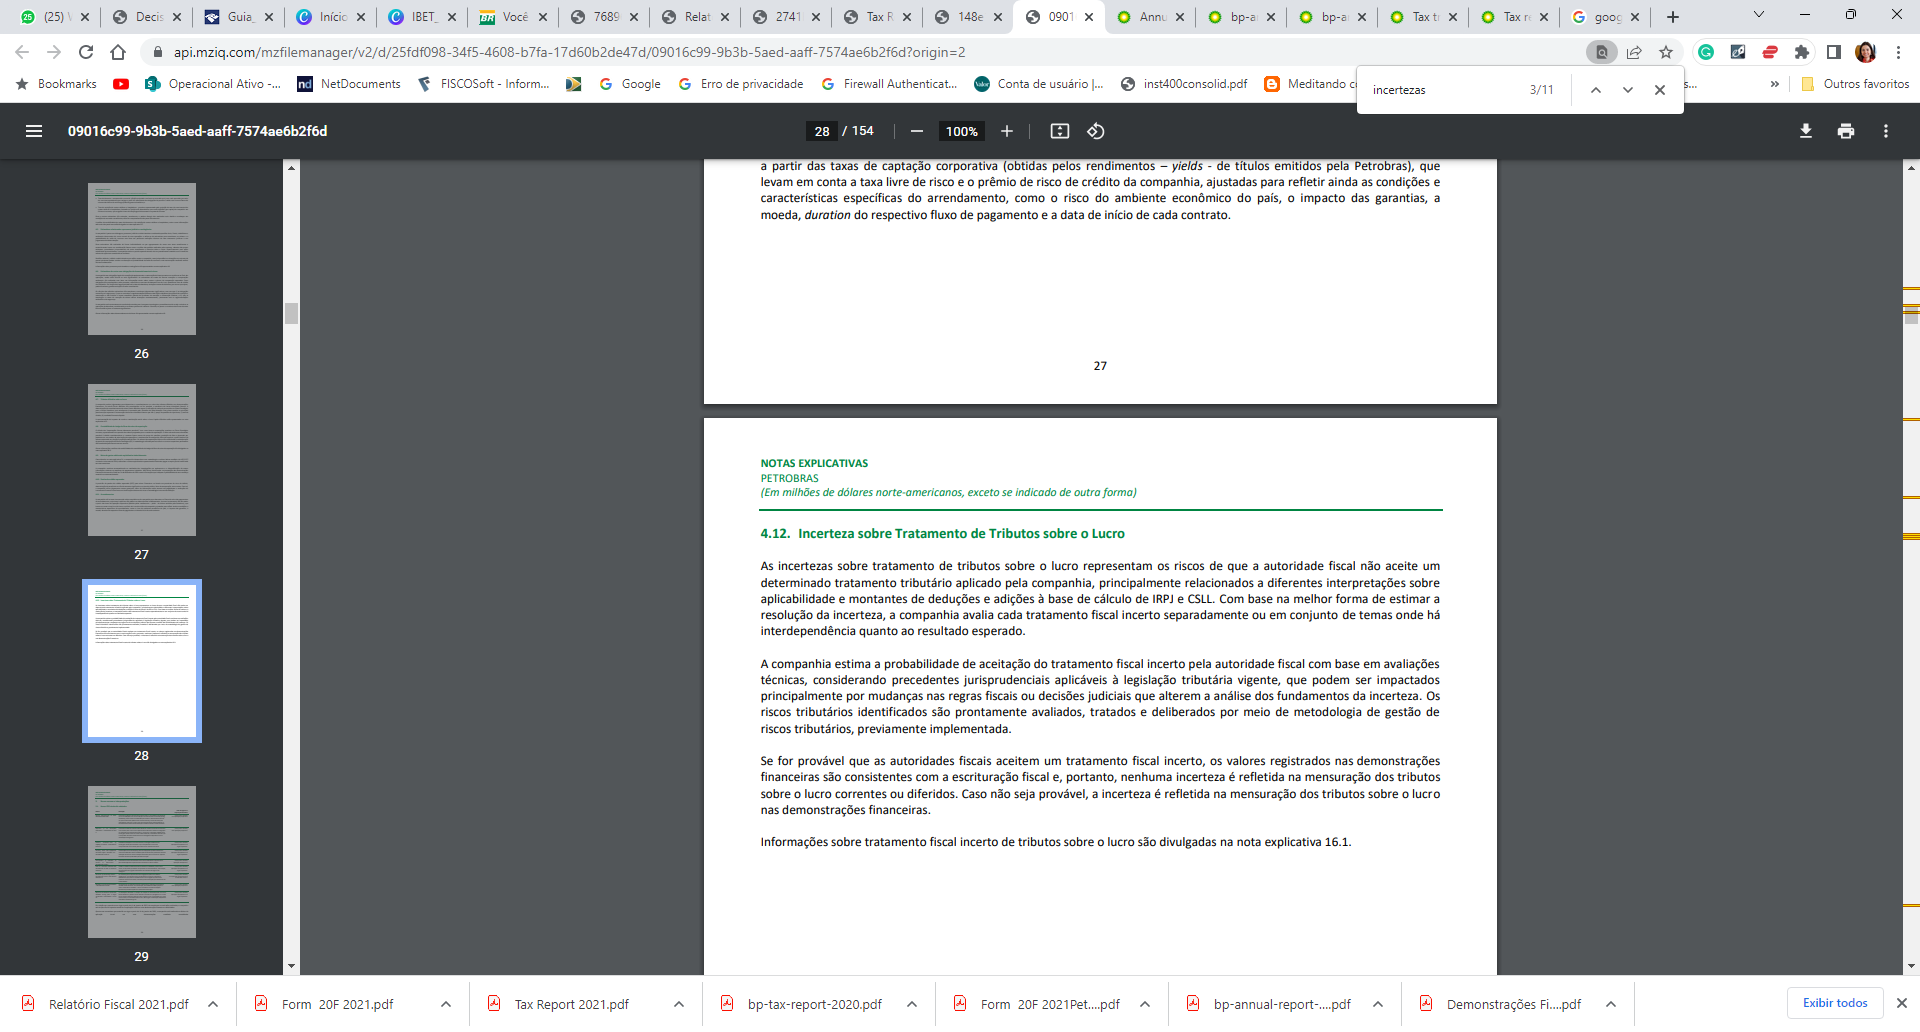 (25) V
Decis
Guia_
Início
IBET_
Você
7689
Relat
2741
Tax R
148e
0901
Annu
bp-a
bp-a
Tax t
Tax r
goog
api.mziq.com/mzfilemanager/v2/d/25fdf098-34f5-4608-b7fa-17d60b2de47d/09016c99-9b3b-5aed-aaff-7574ae6b2f6d?origin=2
Bookmarks
Operacional Ativo -...
NetDocuments
FISCOSoft - Inform...
Google
Erro de privacidade
Firewall Authenticat...
Conta de usuário |...
inst400consolid.pdf
Meditando c
s...
»
Outros favoritos
incertezas 3/11
09016c99-9b3b-5aed-aaff-7574ae6b2f6d
28 / 154
100%
26
27
28
29
a partir das taxas de captação corporativa (obtidas pelos rendimentos – yields - de títulos emitidos pela Petrobras), que
levam em conta a taxa livre de risco e o prêmio de risco de crédito da companhia, ajustadas para refletir ainda as condições e
características específicas do arrendamento, como o risco do ambiente econômico do país, o impacto das garantias, a
moeda, duration do respectivo fluxo de pagamento e a data de início de cada contrato.
27
NOTAS EXPLICATIVAS
PETROBRAS
(Em milhões de dólares norte-americanos, exceto se indicado de outra forma)
4.12. Incerteza sobre Tratamento de Tributos sobre o Lucro
As incertezas sobre tratamento de tributos sobre o lucro representam os riscos de que a autoridade fiscal não aceite um
determinado tratamento tributário aplicado pela companhia, principalmente relacionados a diferentes interpretações sobre
aplicabilidade e montantes de deduções e adições à base de cálculo de IRPJ e CSLL. Com base na melhor forma de estimar a
resolução da incerteza, a companhia avalia cada tratamento fiscal incerto separadamente ou em conjunto de temas onde há
interdependência quanto ao resultado esperado.
A companhia estima a probabilidade de aceitação do tratamento fiscal incerto pela autoridade fiscal com base em avaliações
técnicas, considerando precedentes jurisprudenciais aplicáveis à legislação tributária vigente, que podem ser impactados
principalmente por mudanças nas regras fiscais ou decisões judiciais que alterem a análise dos fundamentos da incerteza. Os
riscos tributários identificados são prontamente avaliados, tratados e deliberados por meio de metodologia de gestão de
riscos tributários, previamente implementada.
Se for provável que as autoridades fiscais aceitem um tratamento fiscal incerto, os valores registrados nas demonstrações
financeiras são consistentes com a escrituração fiscal e, portanto, nenhuma incerteza é refletida na mensuração dos tributos
sobre o lucro correntes ou diferidos. Caso não seja provável, a incerteza é refletida na mensuração dos tributos sobre o lucro
nas demonstrações financeiras.
Informações sobre tratamento fiscal incerto de tributos sobre o lucro são divulgadas na nota explicativa 16.1.
Relatório Fiscal 2021.pdf
Form 20F 2021.pdf
Tax Report 2021.pdf
bp-tax-report-2020.pdf
Form 20F 2021Pet....pdf
bp-annual-report-....pdf
Demonstrações Fi....pdf
Exibir todos